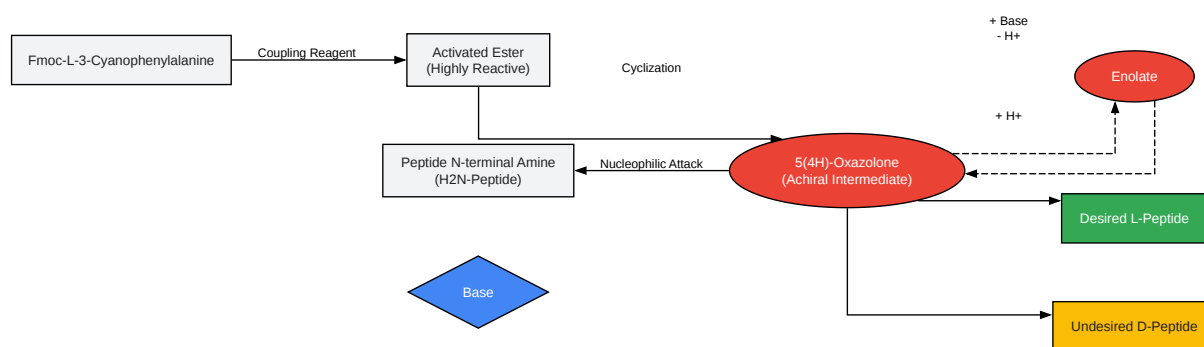 + Base
- H+
Fmoc-L-3-Cyanophenylalanine
Coupling Reagent
Activated Ester
(Highly Reactive)
Cyclization
Enolate
+ H+
Peptide N-terminal Amine
(H2N-Peptide)
Nucleophilic Attack
5(4H)-Oxazolone
(Achiral Intermediate)
Desired L-Peptide
Base
Undesired D-Peptide